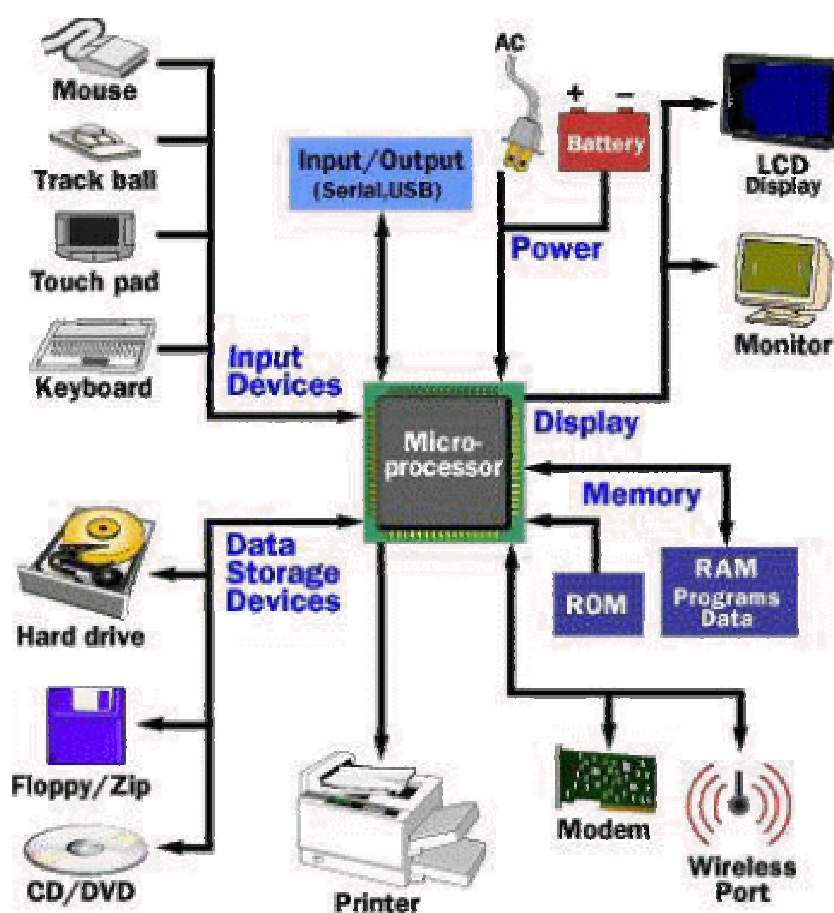 Mouse
Track ball
Touch pad
Keyboard
Input
Devices
Input/Output
(Serial,USB)
AC
+ −
Battery
Power
LCD
Display
Monitor
Display
Micro-
processor
Memory
ROM
RAM
Programs
Data
Data
Storage
Devices
Hard drive
Floppy/Zip
CD/DVD
Printer
Modem
Wireless
Port